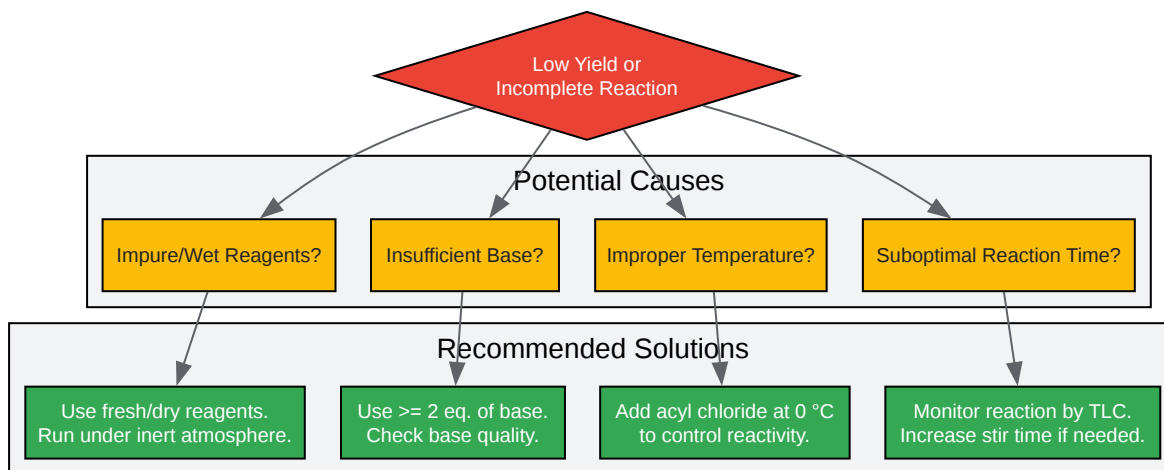 Low Yield or
Incomplete Reaction
Potential Causes
Impure/Wet Reagents?
Insufficient Base?
Improper Temperature?
Suboptimal Reaction Time?
Recommended Solutions
Use fresh/dry reagents.
Run under inert atmosphere.
Use >= 2 eq. of base.
Check base quality.
Add acyl chloride at 0 °C
to control reactivity.
Monitor reaction by TLC.
Increase stir time if needed.